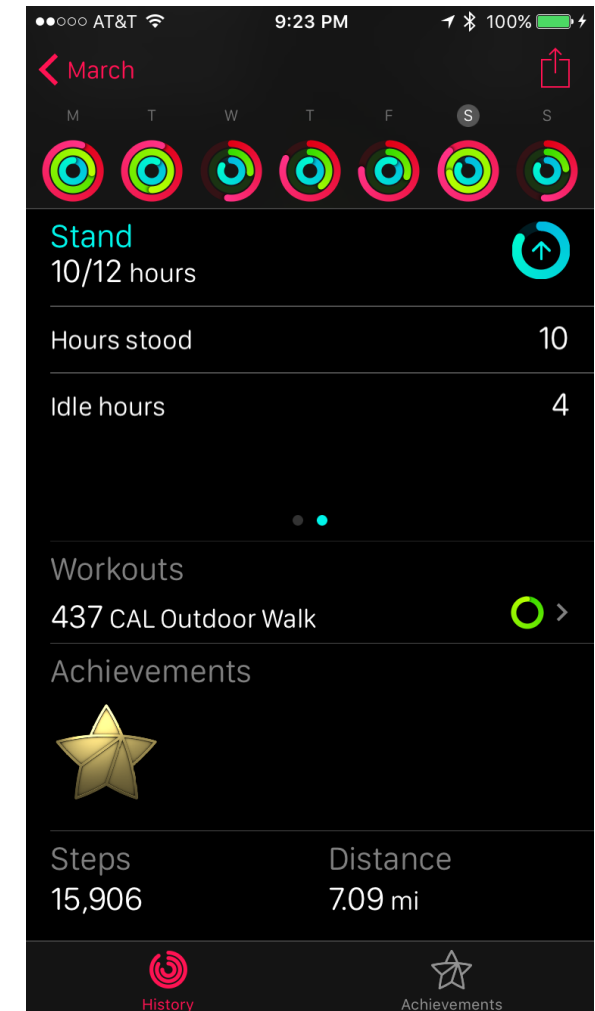 AT&T 9:23 PM 100%
March
M T W T F S S
Stand
10/12 hours
Hours stood 10
Idle hours 4
Workouts
437 CAL Outdoor Walk
Achievements
Steps Distance
15,906 7.09 mi
History Achievements